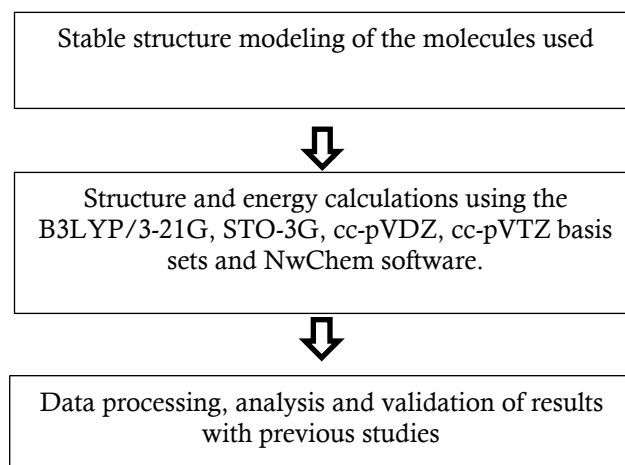 Stable structure modeling of the molecules used
Structure and energy calculations using the
B3LYP/3-21G, STO-3G, cc-pVDZ, cc-pVTZ basis
sets and NwChem software.
Data processing, analysis and validation of results
with previous studies